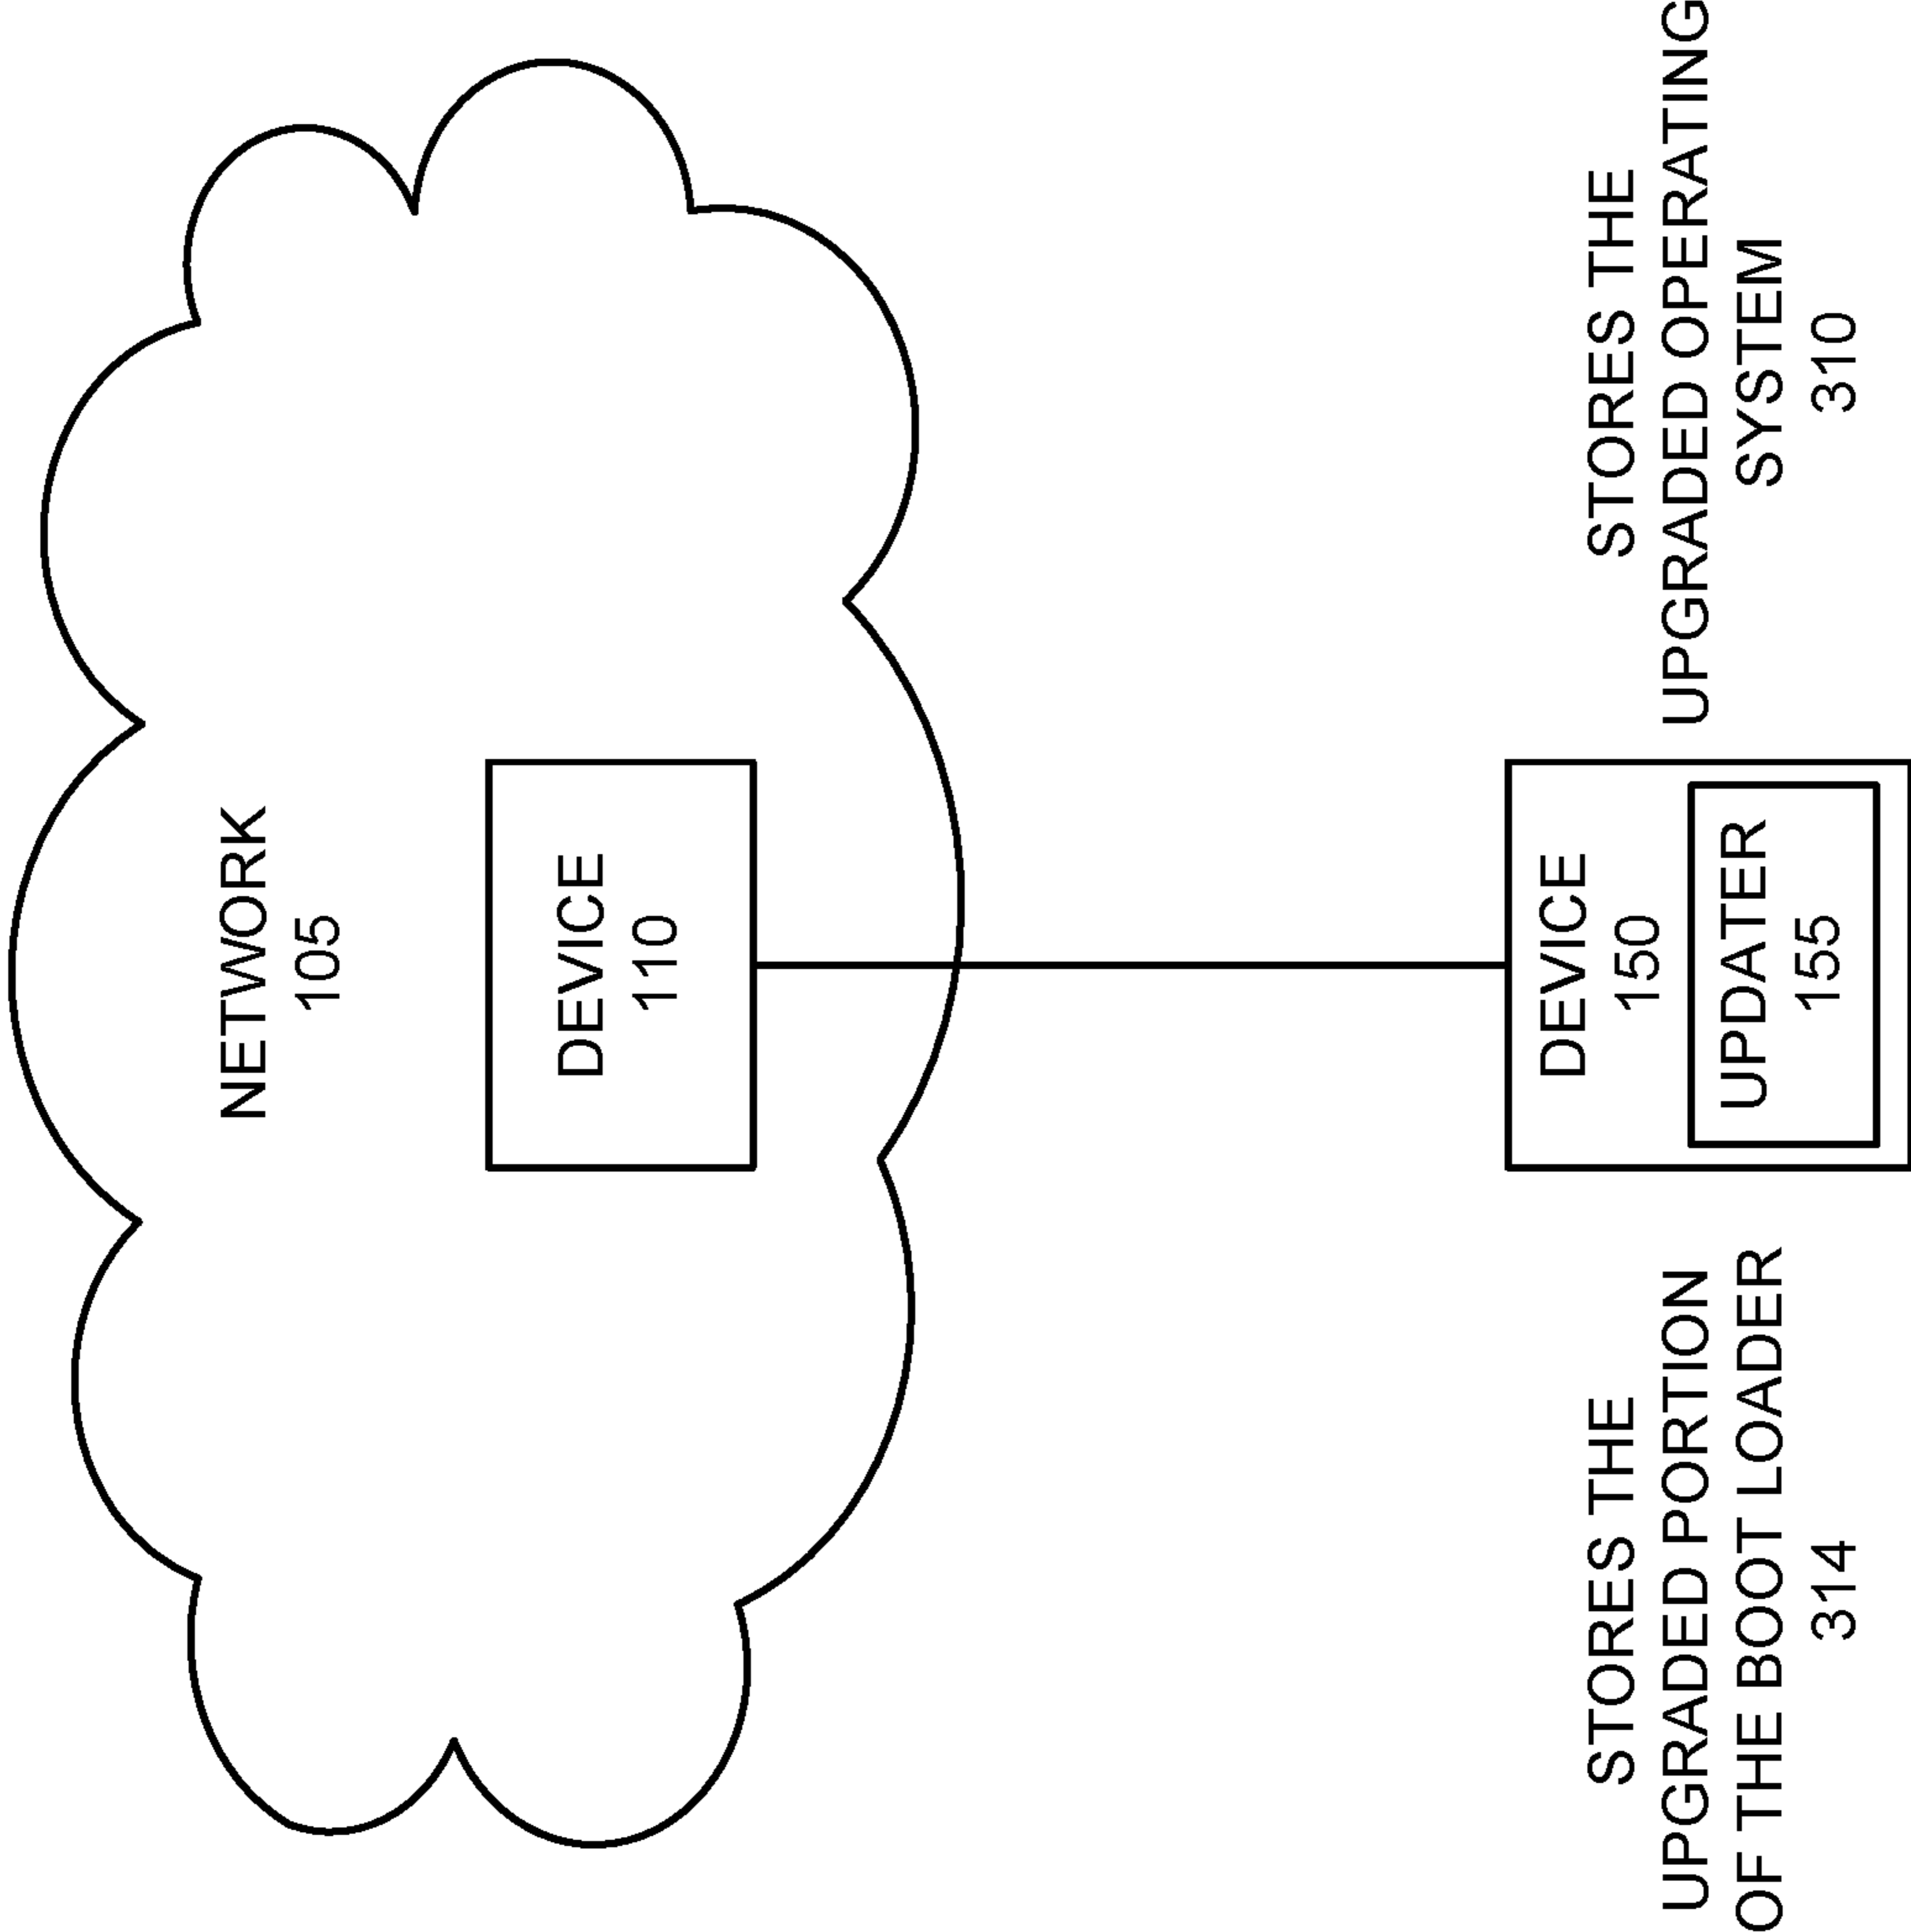 NETWORK
105
DEVICE
110
STORES THE
UPGRADED PORTION
OF THE BOOT LOADER
314
DEVICE
150
UPDATER
155
STORES THE
UPGRADED OPERATING
SYSTEM
310